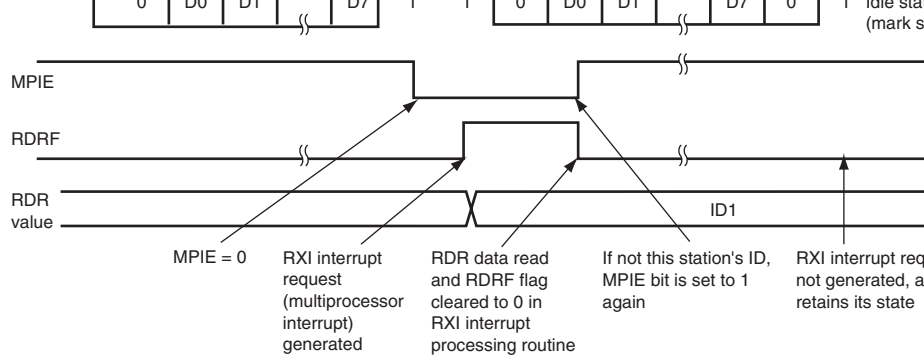 0 D0 D1 D7 1 1 0 D0 D1 D7 0 1 Idle sta
(mark s
MPIE
RDRF
RDR
value
ID1
MPIE = 0
RXI interrupt
request
(multiprocessor
interrupt)
generated
RDR data read
and RDRF flag
cleared to 0 in
RXI interrupt
processing routine
If not this station's ID,
MPIE bit is set to 1
again
RXI interrupt req
not generated, a
retains its state